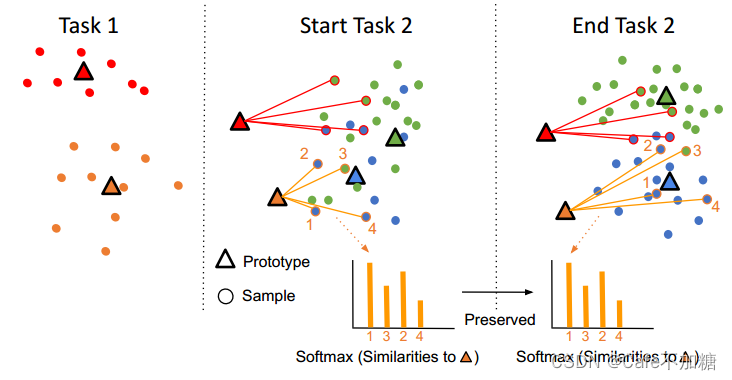 Task 1
Start Task 2
End Task 2
2
3
1
4
2
3
1
4
Prototype
Sample
1 3 2 4
Preserved
1 3 2 4
Softmax (Similarities to )
Softmax (Similarities to )
CSDN @Care不加糖